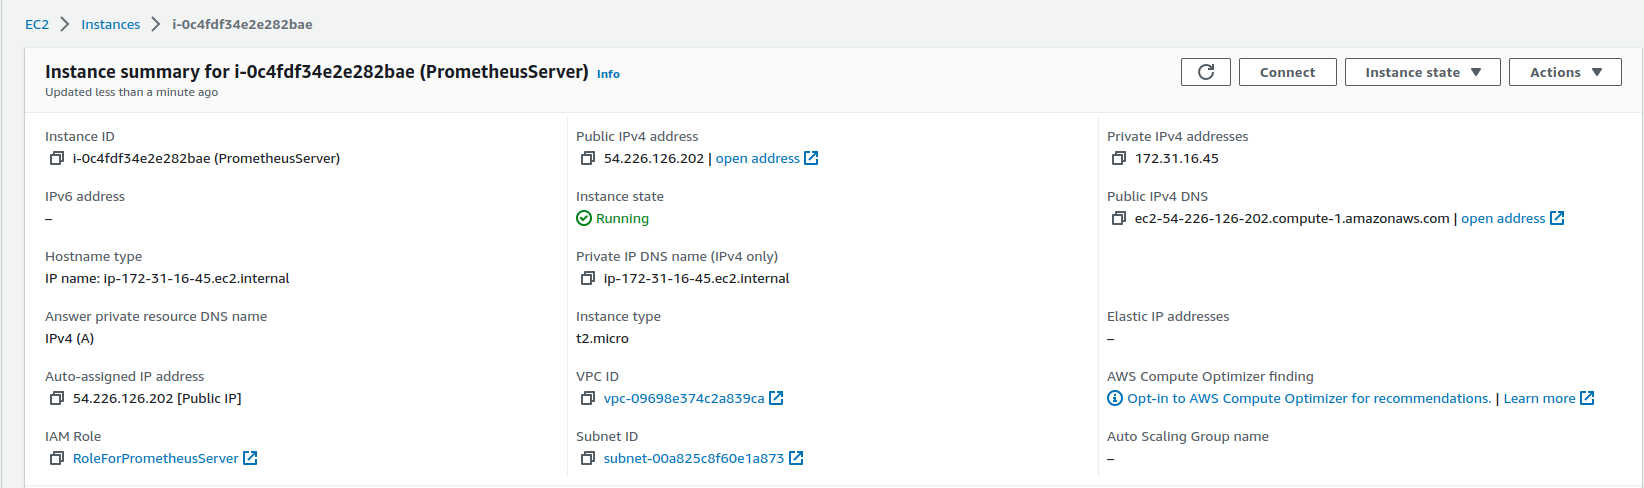 EC2 > Instances > i-0c4fdf34e2e282bae
Instance summary for i-0c4fdf34e2e282bae (PrometheusServer) Info
Updated less than a minute ago
Connect
Instance state
Actions
Instance ID
i-0c4fdf34e2e282bae (PrometheusServer)
Public IPv4 address
54.226.126.202 | open address
Private IPv4 addresses
172.31.16.45
IPv6 address
–
Instance state
Running
Public IPv4 DNS
ec2-54-226-126-202.compute-1.amazonaws.com | open address
Hostname type
IP name: ip-172-31-16-45.ec2.internal
Private IP DNS name (IPv4 only)
ip-172-31-16-45.ec2.internal
Answer private resource DNS name
IPv4 (A)
Instance type
t2.micro
Elastic IP addresses
–
Auto-assigned IP address
54.226.126.202 [Public IP]
VPC ID
vpc-09698e374c2a839ca
AWS Compute Optimizer finding
Opt-in to AWS Compute Optimizer for recommendations. | Learn more
IAM Role
RoleForPrometheusServer
Subnet ID
subnet-00a825c8f60e1a873
Auto Scaling Group name
–